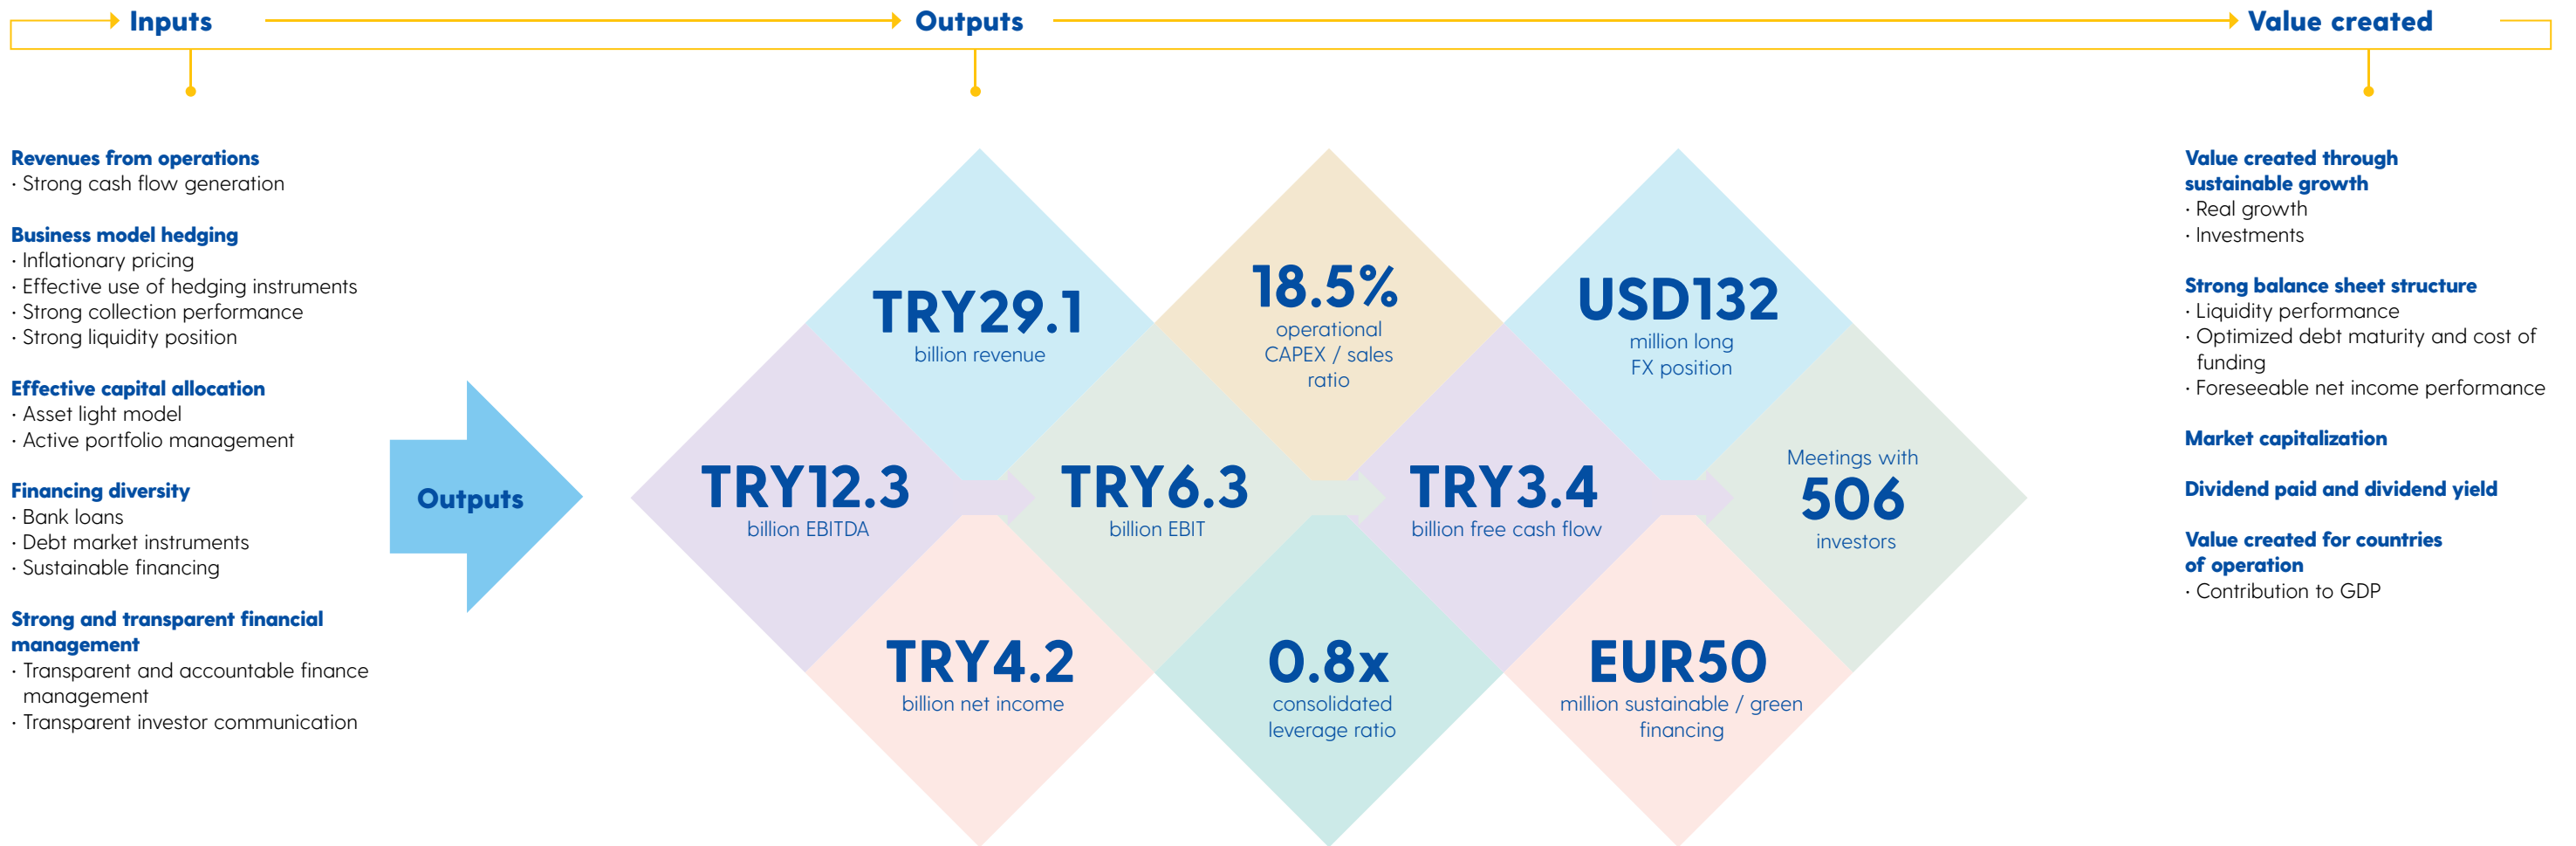 Inputs
Outputs
Value created
Revenues from operations
· Strong cash flow generation
Business model hedging
· Inflationary pricing
· Effective use of hedging instruments
· Strong collection performance
· Strong liquidity position
Effective capital allocation
· Asset light model
· Active portfolio management
Financing diversity
· Bank loans
· Debt market instruments
· Sustainable financing
Strong and transparent financial
management
· Transparent and accountable finance
management
· Transparent investor communication
Outputs
TRY29.1
billion revenue
18.5%
operational
CAPEX / sales
ratio
USD132
million long
FX position
TRY12.3
billion EBITDA
TRY6.3
billion EBIT
TRY3.4
billion free cash flow
Meetings with
506
investors
TRY4.2
billion net income
0.8x
consolidated
leverage ratio
EUR50
million sustainable / green
financing
Value created through
sustainable growth
· Real growth
· Investments
Strong balance sheet structure
· Liquidity performance
· Optimized debt maturity and cost of
funding
· Foreseeable net income performance
Market capitalization
Dividend paid and dividend yield
Value created for countries
of operation
· Contribution to GDP